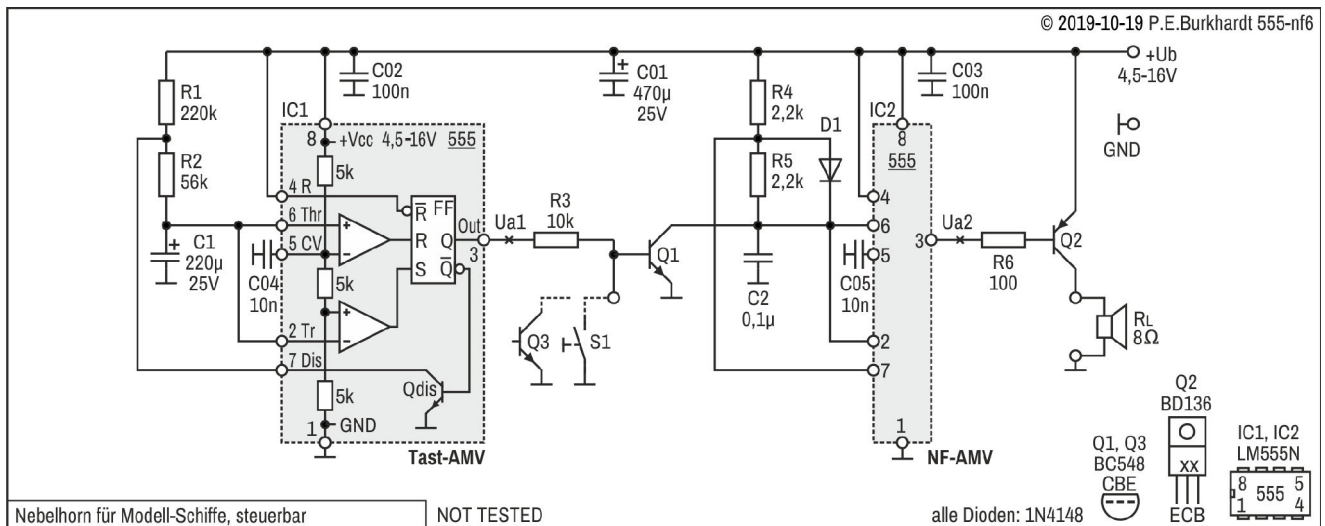 © 2019-10-19 P.E.Burkhardt 555-nf6
+Ub
4,5-16V
GND
R1
220k
R2
56k
C1
220µ
25V
+
C02
100n
IC1
8
+Vcc 4,5-16V 555
5k
4 R
6 Thr
5 CV
C04
10n
5k
2 Tr
7 Dis
5k
1
GND
+
−
+
−
R FF
R Q
S Q
Out
3
Qdis
Tast-AMV
Ua1
R3
10k
Q3
S1
Q1
+
C01
470µ
25V
R4
2,2k
R5
2,2k
D1
C2
0,1µ
C05
10n
IC2
8
555
4
6
5
2
7
1
3
NF-AMV
C03
100n
Ua2
R6
100
Q2
RL
8Ω
Q2
BD136
xx
ECB
Q1, Q3
BC548
CBE
IC1, IC2
LM555N
8 5
555
1 4
Nebelhorn für Modell-Schiffe, steuerbar
NOT TESTED
alle Dioden: 1N4148